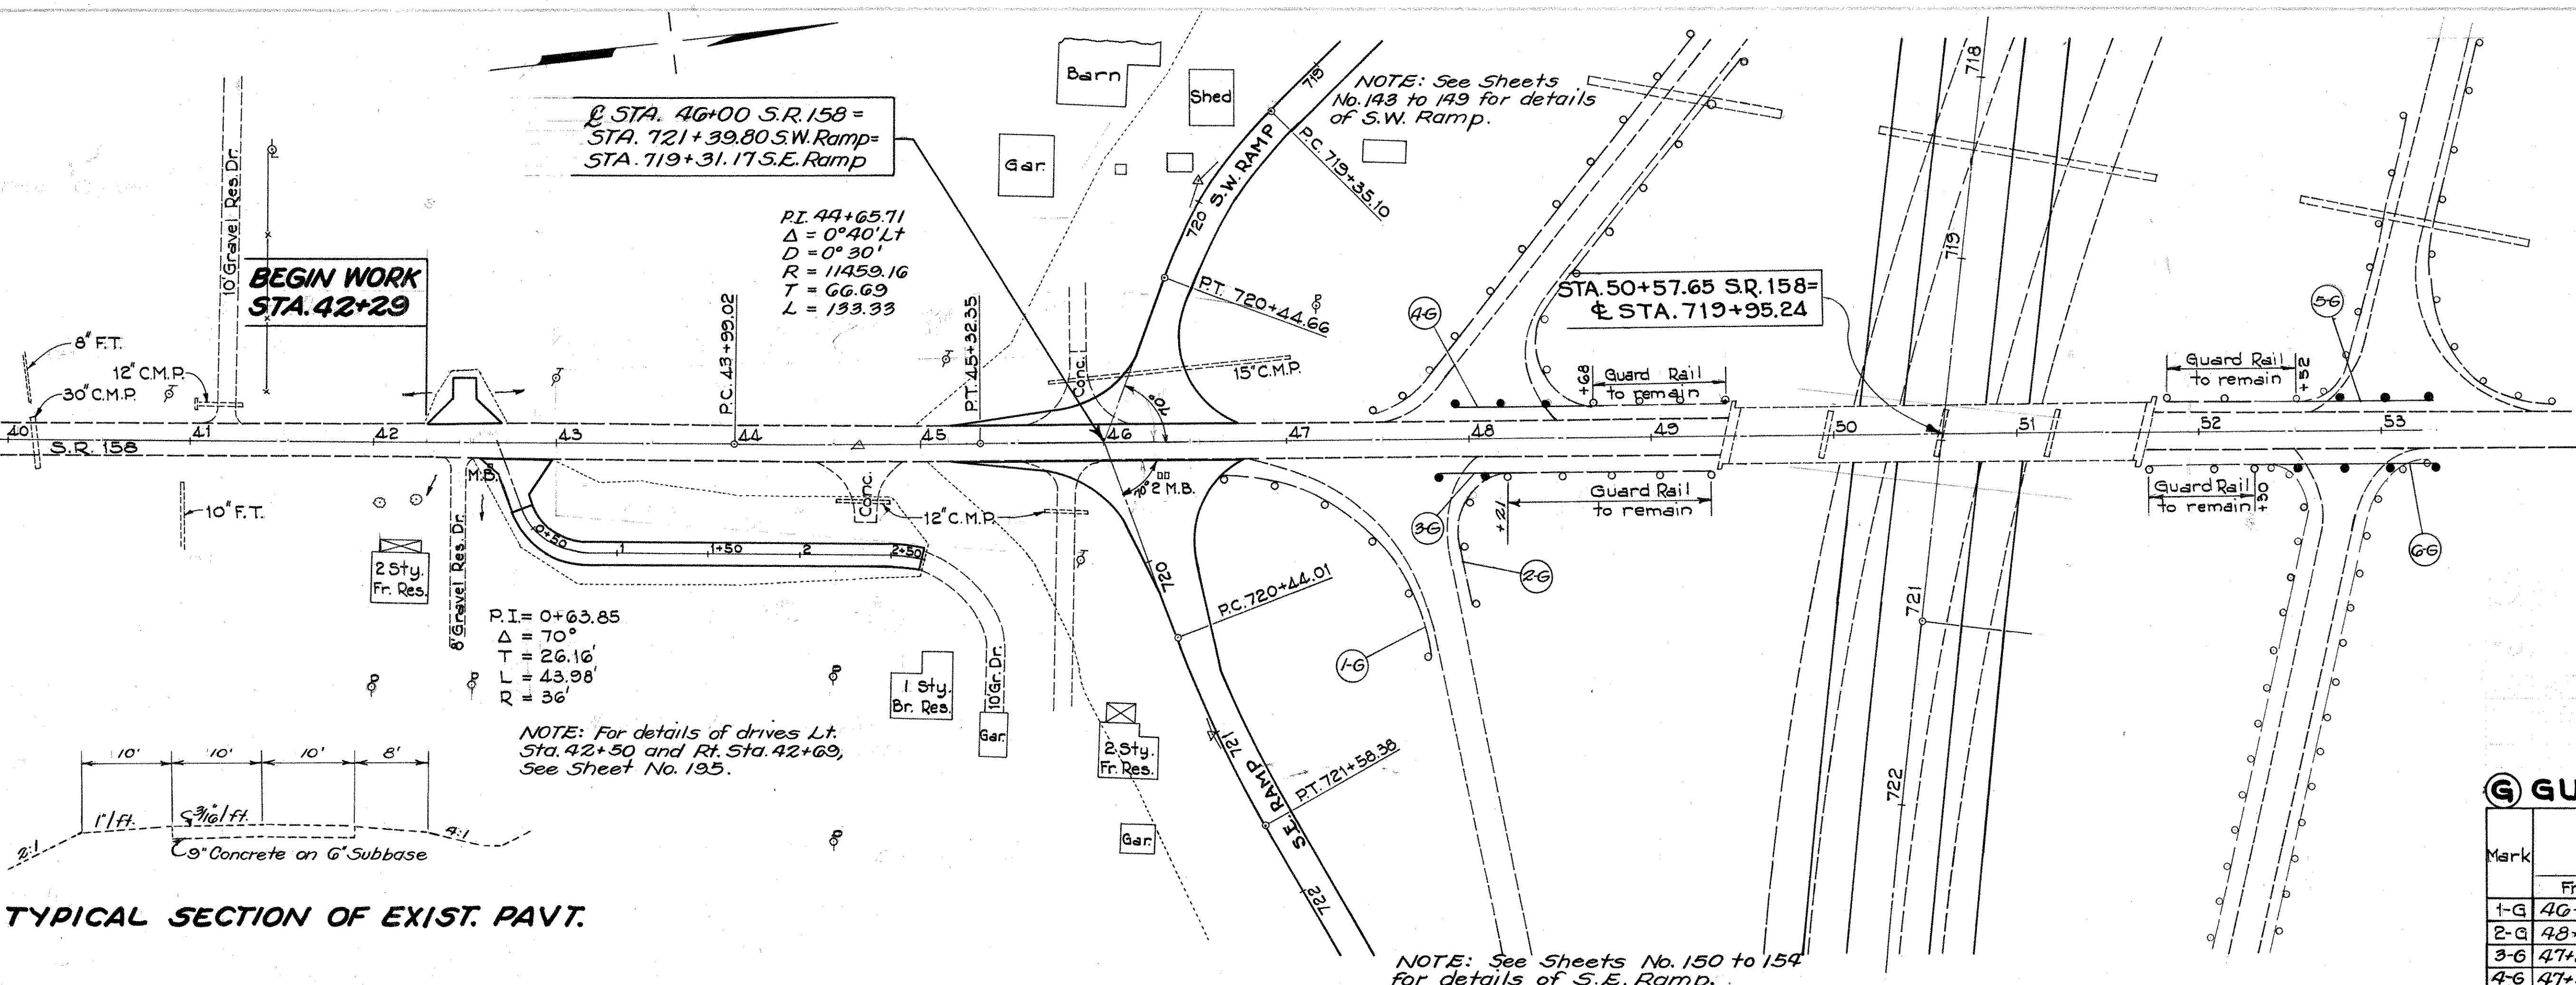 Barn
Shed
Gar.
719
718
NOTE: See Sheets
No. 143 to 149 for details
of S.W. Ramp.
℄ STA. 46+00 S.R. 158 =
STA. 721+39.80 S.W. Ramp=
STA. 719+31.17 S.E. Ramp
10' Gravel Res. Dr.
BEGIN WORK
STA. 42+29
P.I. 44+65.71
Δ = 0°40' Lt
D = 0°30'
R = 11459.16
T = 66.69
L = 133.33
P.C. 43+99.02
P.T. 45+32.35
S.W. RAMP
720
P.C. 719+35.10
P.T. 720+44.66
15" C.M.P.
Conc.
70°
4-G
STA. 50+57.65 S.R. 158=
℄ STA. 719+95.24
719
5-G
+68
Guard Rail
to remain
Guard Rail
to remain
+52
8" F.T.
12" C.M.P.
30" C.M.P.
40
41
42
43
44
45
46
47
48
49
50
51
52
53
S.R. 158
M.B.
10" F.T.
2 Sty.
Fr. Res.
8' Gravel Res. Dr.
0+50
1
1+50
2
2+50
Conc.
12" C.M.P.
70°
2 M.B.
3-G
2-G
1-G
+21
Guard Rail
to remain
Guard Rail
to remain
+30
6-G
720
P.C. 720+44.01
721
P.I.= 0+63.85
Δ = 70°
T = 26.16'
L = 43.98'
R = 36'
1 Sty.
Br. Res.
10' Gr. Dr.
Gar.
2 Sty.
Fr. Res.
Gar.
NOTE: For details of drives Lt.
Sta. 42+50 and Rt. Sta. 42+69,
See Sheet No. 195.
721
S.E. RAMP
P.T. 721+58.38
722
722
10'
10'
10'
8'
1"/ft.
3/16"/ft.
2:1
4:1
9" Concrete on 6" Subbase
TYPICAL SECTION OF EXIST. PAVT.
NOTE: See Sheets No. 150 to 154
for details of S.E. Ramp.
G GU
Mark
Fr
1-G 46
2-G 48
3-G 47+
4-G 47+